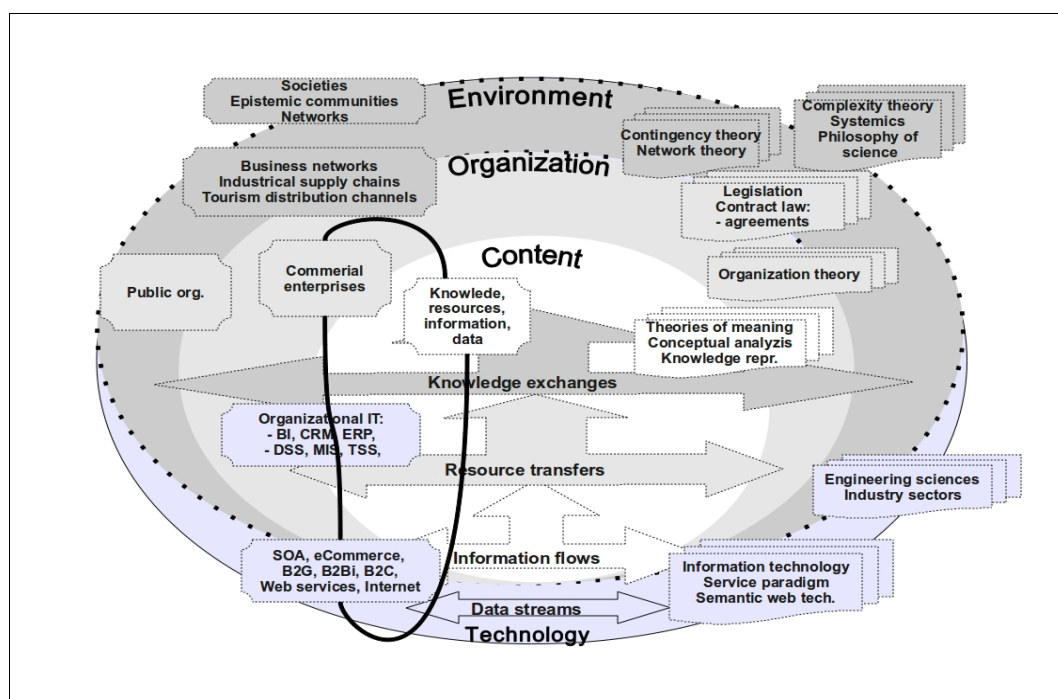 Societies
Epistemic communities
Networks
Environment
Complexity theory
Systemics
Philosophy of
science
Contingency theory
Network theory
Business networks
Industrical supply chains
Tourism distribution channels
Organization
Legislation
Contract law:
- agreements
Content
Organization theory
Public org.
Commerial
enterprises
Knowlede,
resources,
information,
data
Theories of meaning
Conceptual analyzis
Knowledge repr.
Knowledge exchanges
Organizational IT:
- BI, CRM, ERP,
- DSS, MIS, TSS,
Resource transfers
Engineering sciences
Industry sectors
SOA, eCommerce,
B2G, B2Bi, B2C,
Web services, Internet
Information flows
Information technology
Service paradigm
Semantic web tech.
Data streams
Technology